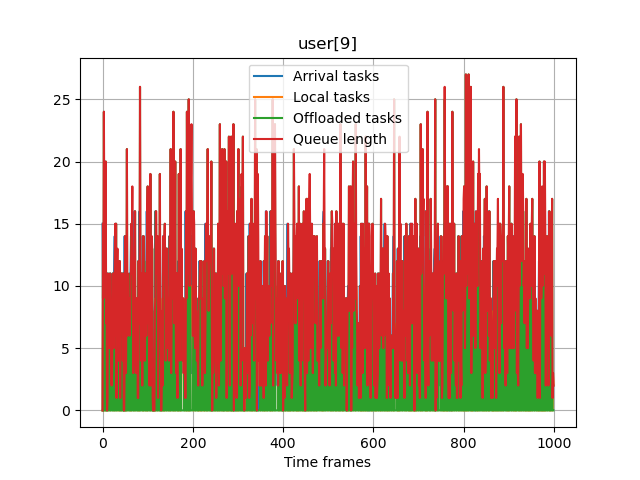 user[9]
Arrival tasks
Local tasks
Offloaded tasks
Queue length
25
20
15
10
5
0
0 200 400 600 800 1000
Time frames